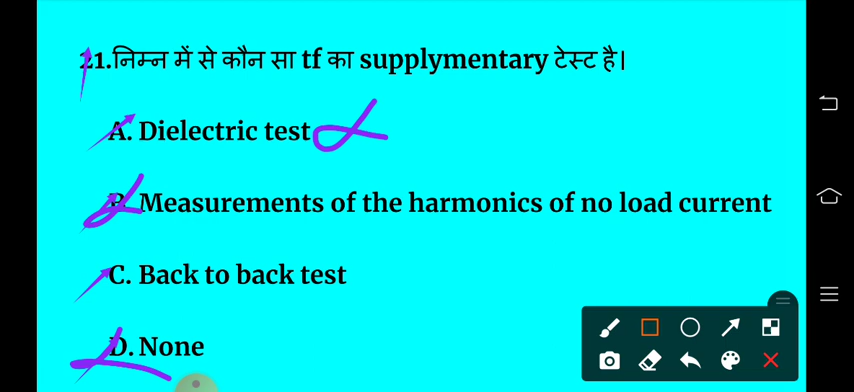 21.निम्न में से कौन सा tf का supplymentary टेस्ट है।
A. Dielectric test
B. Measurements of the harmonics of no load current
C. Back to back test
D. None